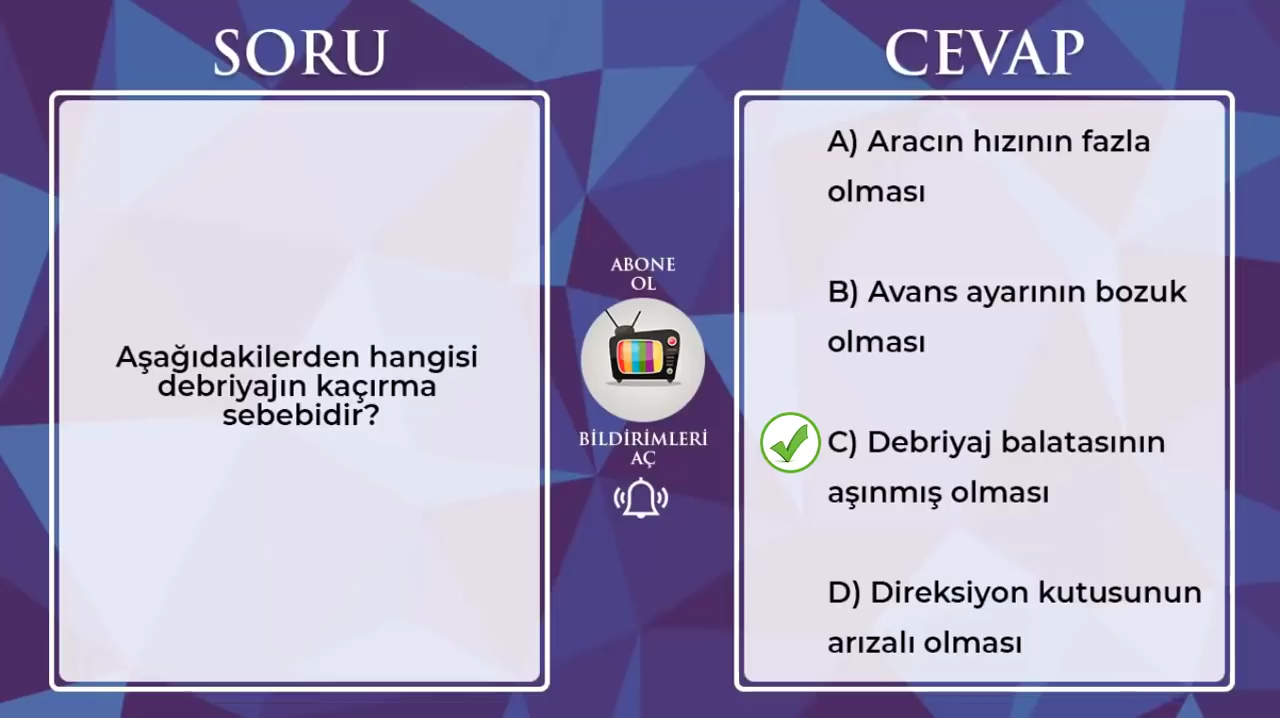 SORU
Aşağıdakilerden hangisi
debriyajın kaçırma
sebebidir?
ABONE
OL
BİLDİRİMLERİ
AÇ
CEVAP
A) Aracın hızının fazla
olması
B) Avans ayarının bozuk
olması
C) Debriyaj balatasının
aşınmış olması
D) Direksiyon kutusunun
arızalı olması